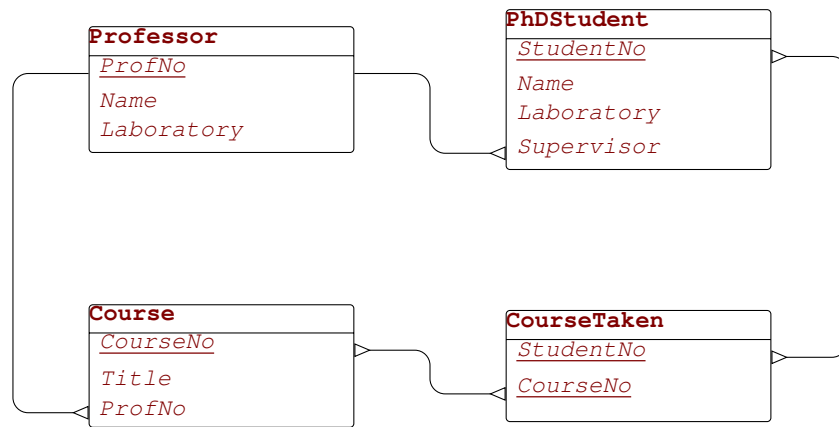 Professor
ProfNo
Name
Laboratory
PhDStudent
StudentNo
Name
Laboratory
Supervisor
Course
CourseNo
Title
ProfNo
CourseTaken
StudentNo
CourseNo